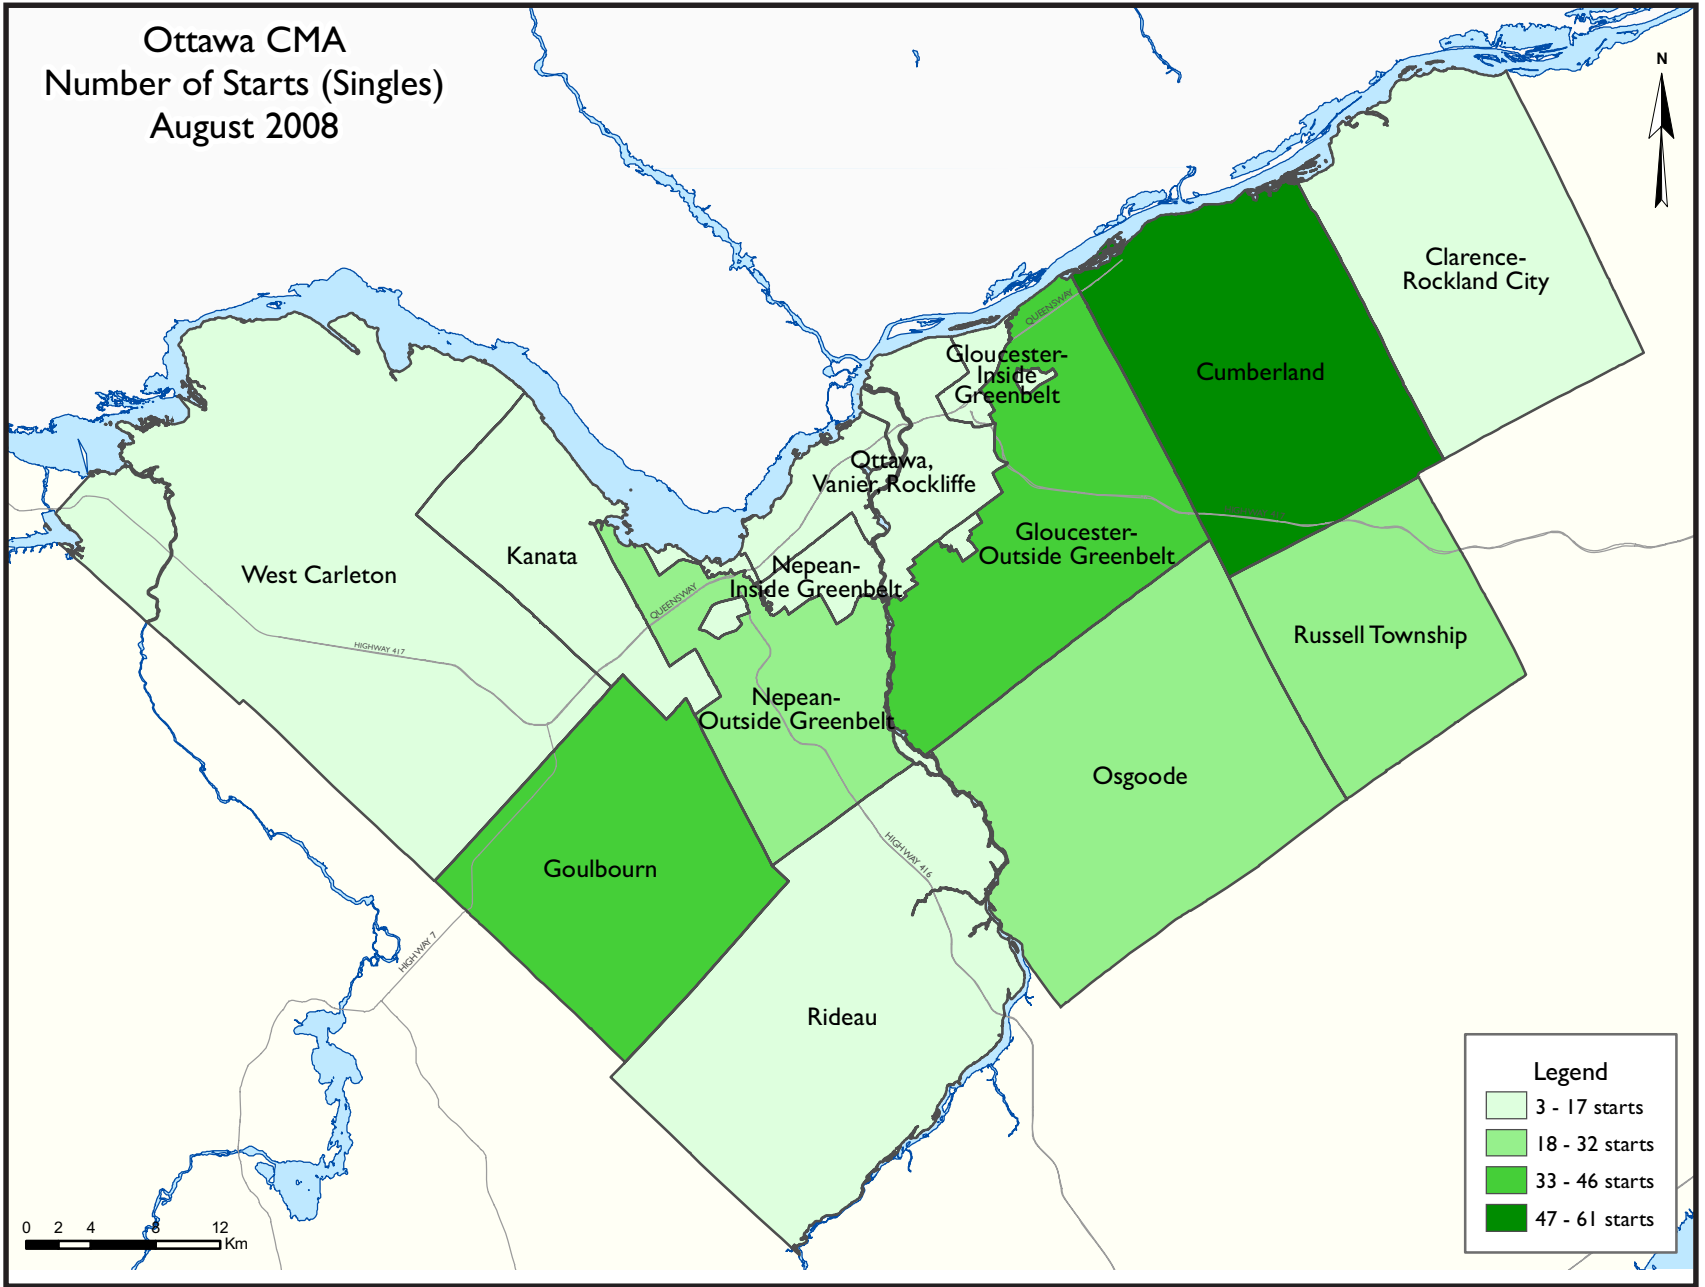 Ottawa CMA
Number of Starts (Singles)
August 2008
N
Clarence-
Rockland City
QUEENSWAY
Gloucester-
Inside
Greenbelt
Cumberland
Ottawa,
Vanier, Rockliffe
Gloucester-
Outside Greenbelt
Kanata
West Carleton
Nepean-
Inside Greenbelt
QUEENSWAY
Russell Township
HIGHWAY 417
Nepean-
Outside Greenbelt
Osgoode
HIGHWAY 416
Goulbourn
HIGHWAY 7
Rideau
Legend
3 - 17 starts
18 - 32 starts
33 - 46 starts
47 - 61 starts
0 2 4 8 12
Km